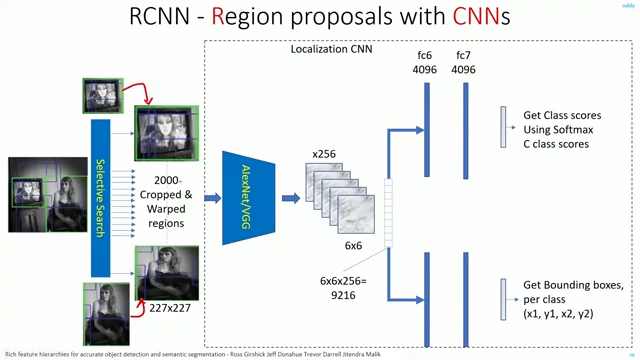 RCNN - Region proposals with CNNs
oddy
Localization CNN
fc6
4096
fc7
4096
Selective Search
2000
Cropped &
Warped
regions
227x227
AlexNet/VGG
x256
6x6
6x6x256=
9216
Get Class scores
Using Softmax
C class scores
Get Bounding boxes,
per class
(x1, y1, x2, y2)
Rich feature hierarchies for accurate object detection and semantic segmentation - Ross Girshick Jeff Donahue Trevor Darrell Jitendra Malik